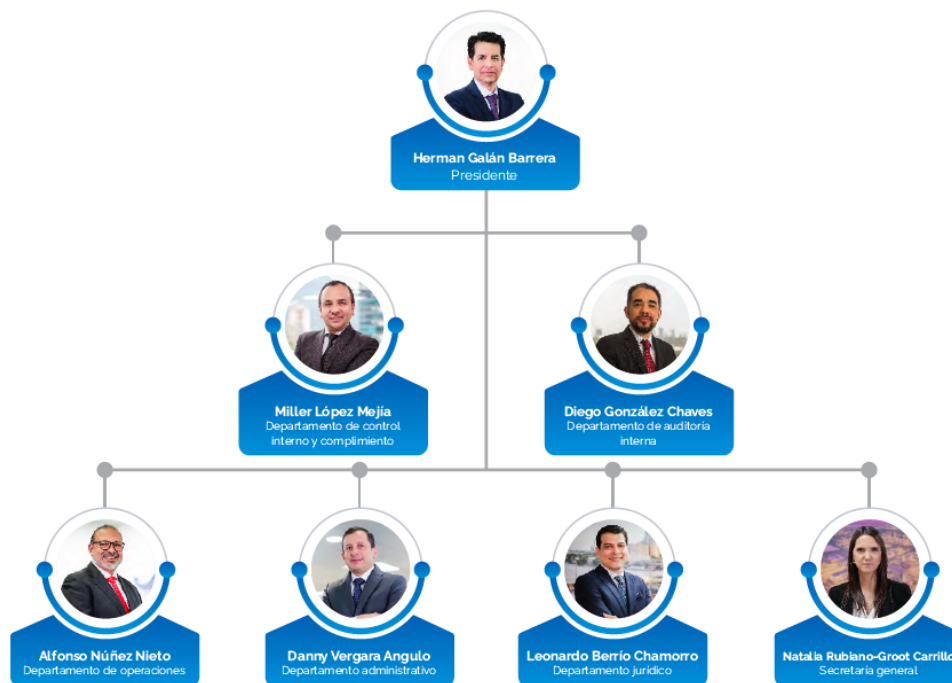 Herman Galán Barrera
Presidente
Miller López Mejía
Departamento de control
interno y complimiento
Diego González Chaves
Departamento de auditoría
interna
Alfonso Núñez Nieto
Departamento de operaciones
Danny Vergara Angulo
Departamento administrativo
Leonardo Berrío Chamorro
Departamento jurídico
Natalia Rubiano-Groot Carrillo
Secretaría general